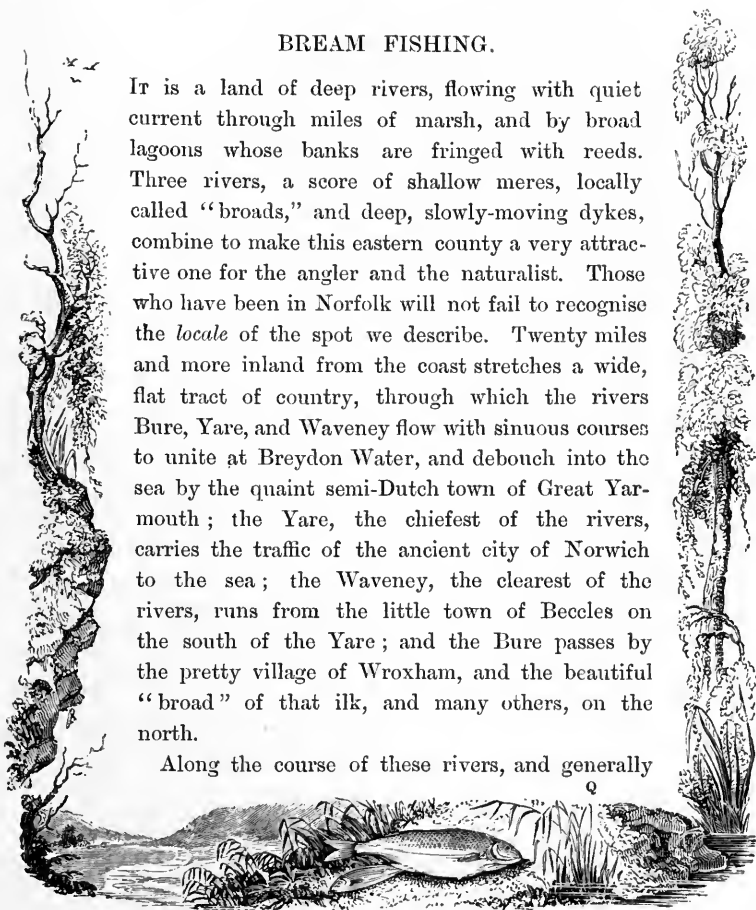 BREAM FISHING.
IT is a land of deep rivers, flowing with quiet
current through miles of marsh, and by broad
lagoons whose banks are fringed with reeds.
Three rivers, a score of shallow meres, locally
called “broads,” and deep, slowly-moving dykes,
combine to make this eastern county a very attrac-
tive one for the angler and the naturalist. Those
who have been in Norfolk will not fail to recognise
the locale of the spot we describe. Twenty miles
and more inland from the coast stretches a wide,
flat tract of country, through which the rivers
Bure, Yare, and Waveney flow with sinuous courses
to unite at Breydon Water, and debouch into the
sea by the quaint semi-Dutch town of Great Yar-
mouth ; the Yare, the chiefest of the rivers,
carries the traffic of the ancient city of Norwich
to the sea ; the Waveney, the clearest of the
rivers, runs from the little town of Beccles on
the south of the Yare ; and the Bure passes by
the pretty village of Wroxham, and the beautiful
“broad” of that ilk, and many others, on the
north.
Along the course of these rivers, and generally
Q